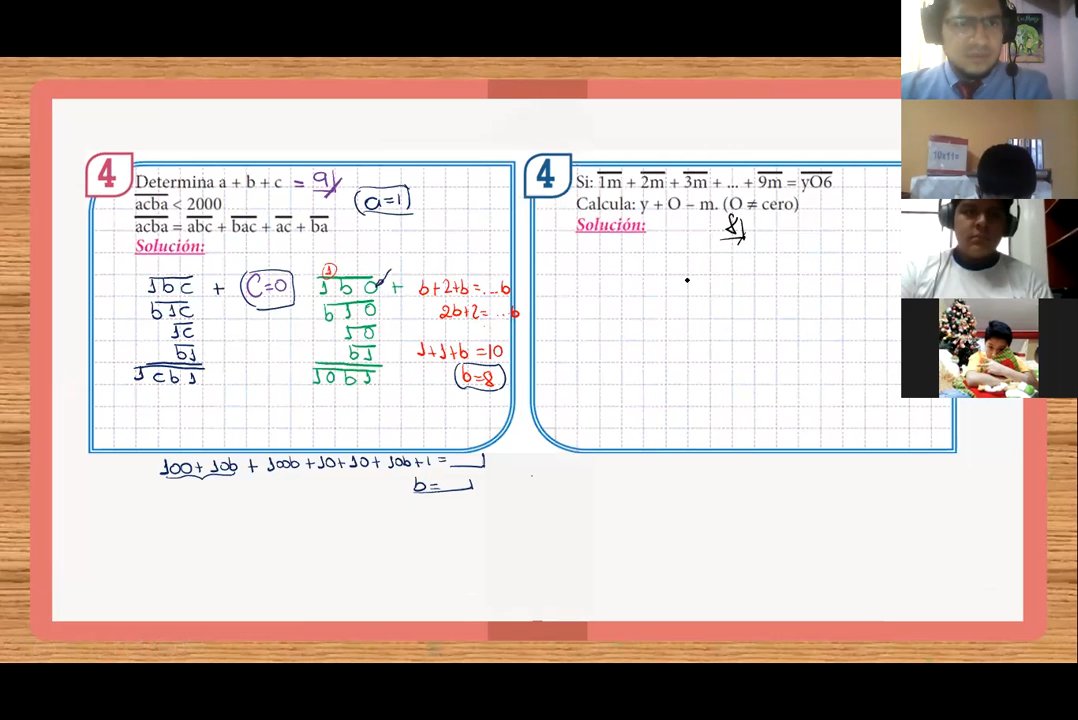 4
Determina a + b + c = 9
acba < 2000
a=1
acba = abc + bac + ac + ba
Solución:
1bc +
b1c
1c
b1
1cb1
C=0
1
1b0 +
b10
10
b1
10b1
b+2+b=...b
2b+2=...b
1+1+b=10
b=8
100+10b + 100b +10+10+ 10b+1=
b=
4
Si: 1m + 2m + 3m + ... + 9m = yO6
Calcula: y + O – m. (O ≠ cero)
Solución:
8